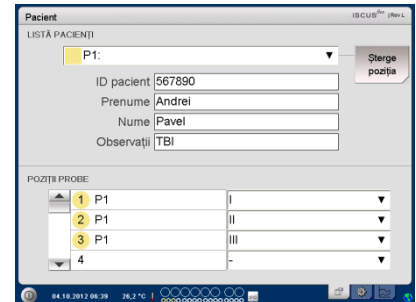 Pacient ISCUSflex | Rev L
LISTĂ PACIENȚI
P1:
Șterge
poziția
ID pacient 567890
Prenume Andrei
Nume Pavel
Observații TBI
POZIȚII PROBE
1 P1 I
2 P1 II
3 P1 III
4 -
04.10.2012 06:39 26,2 °C